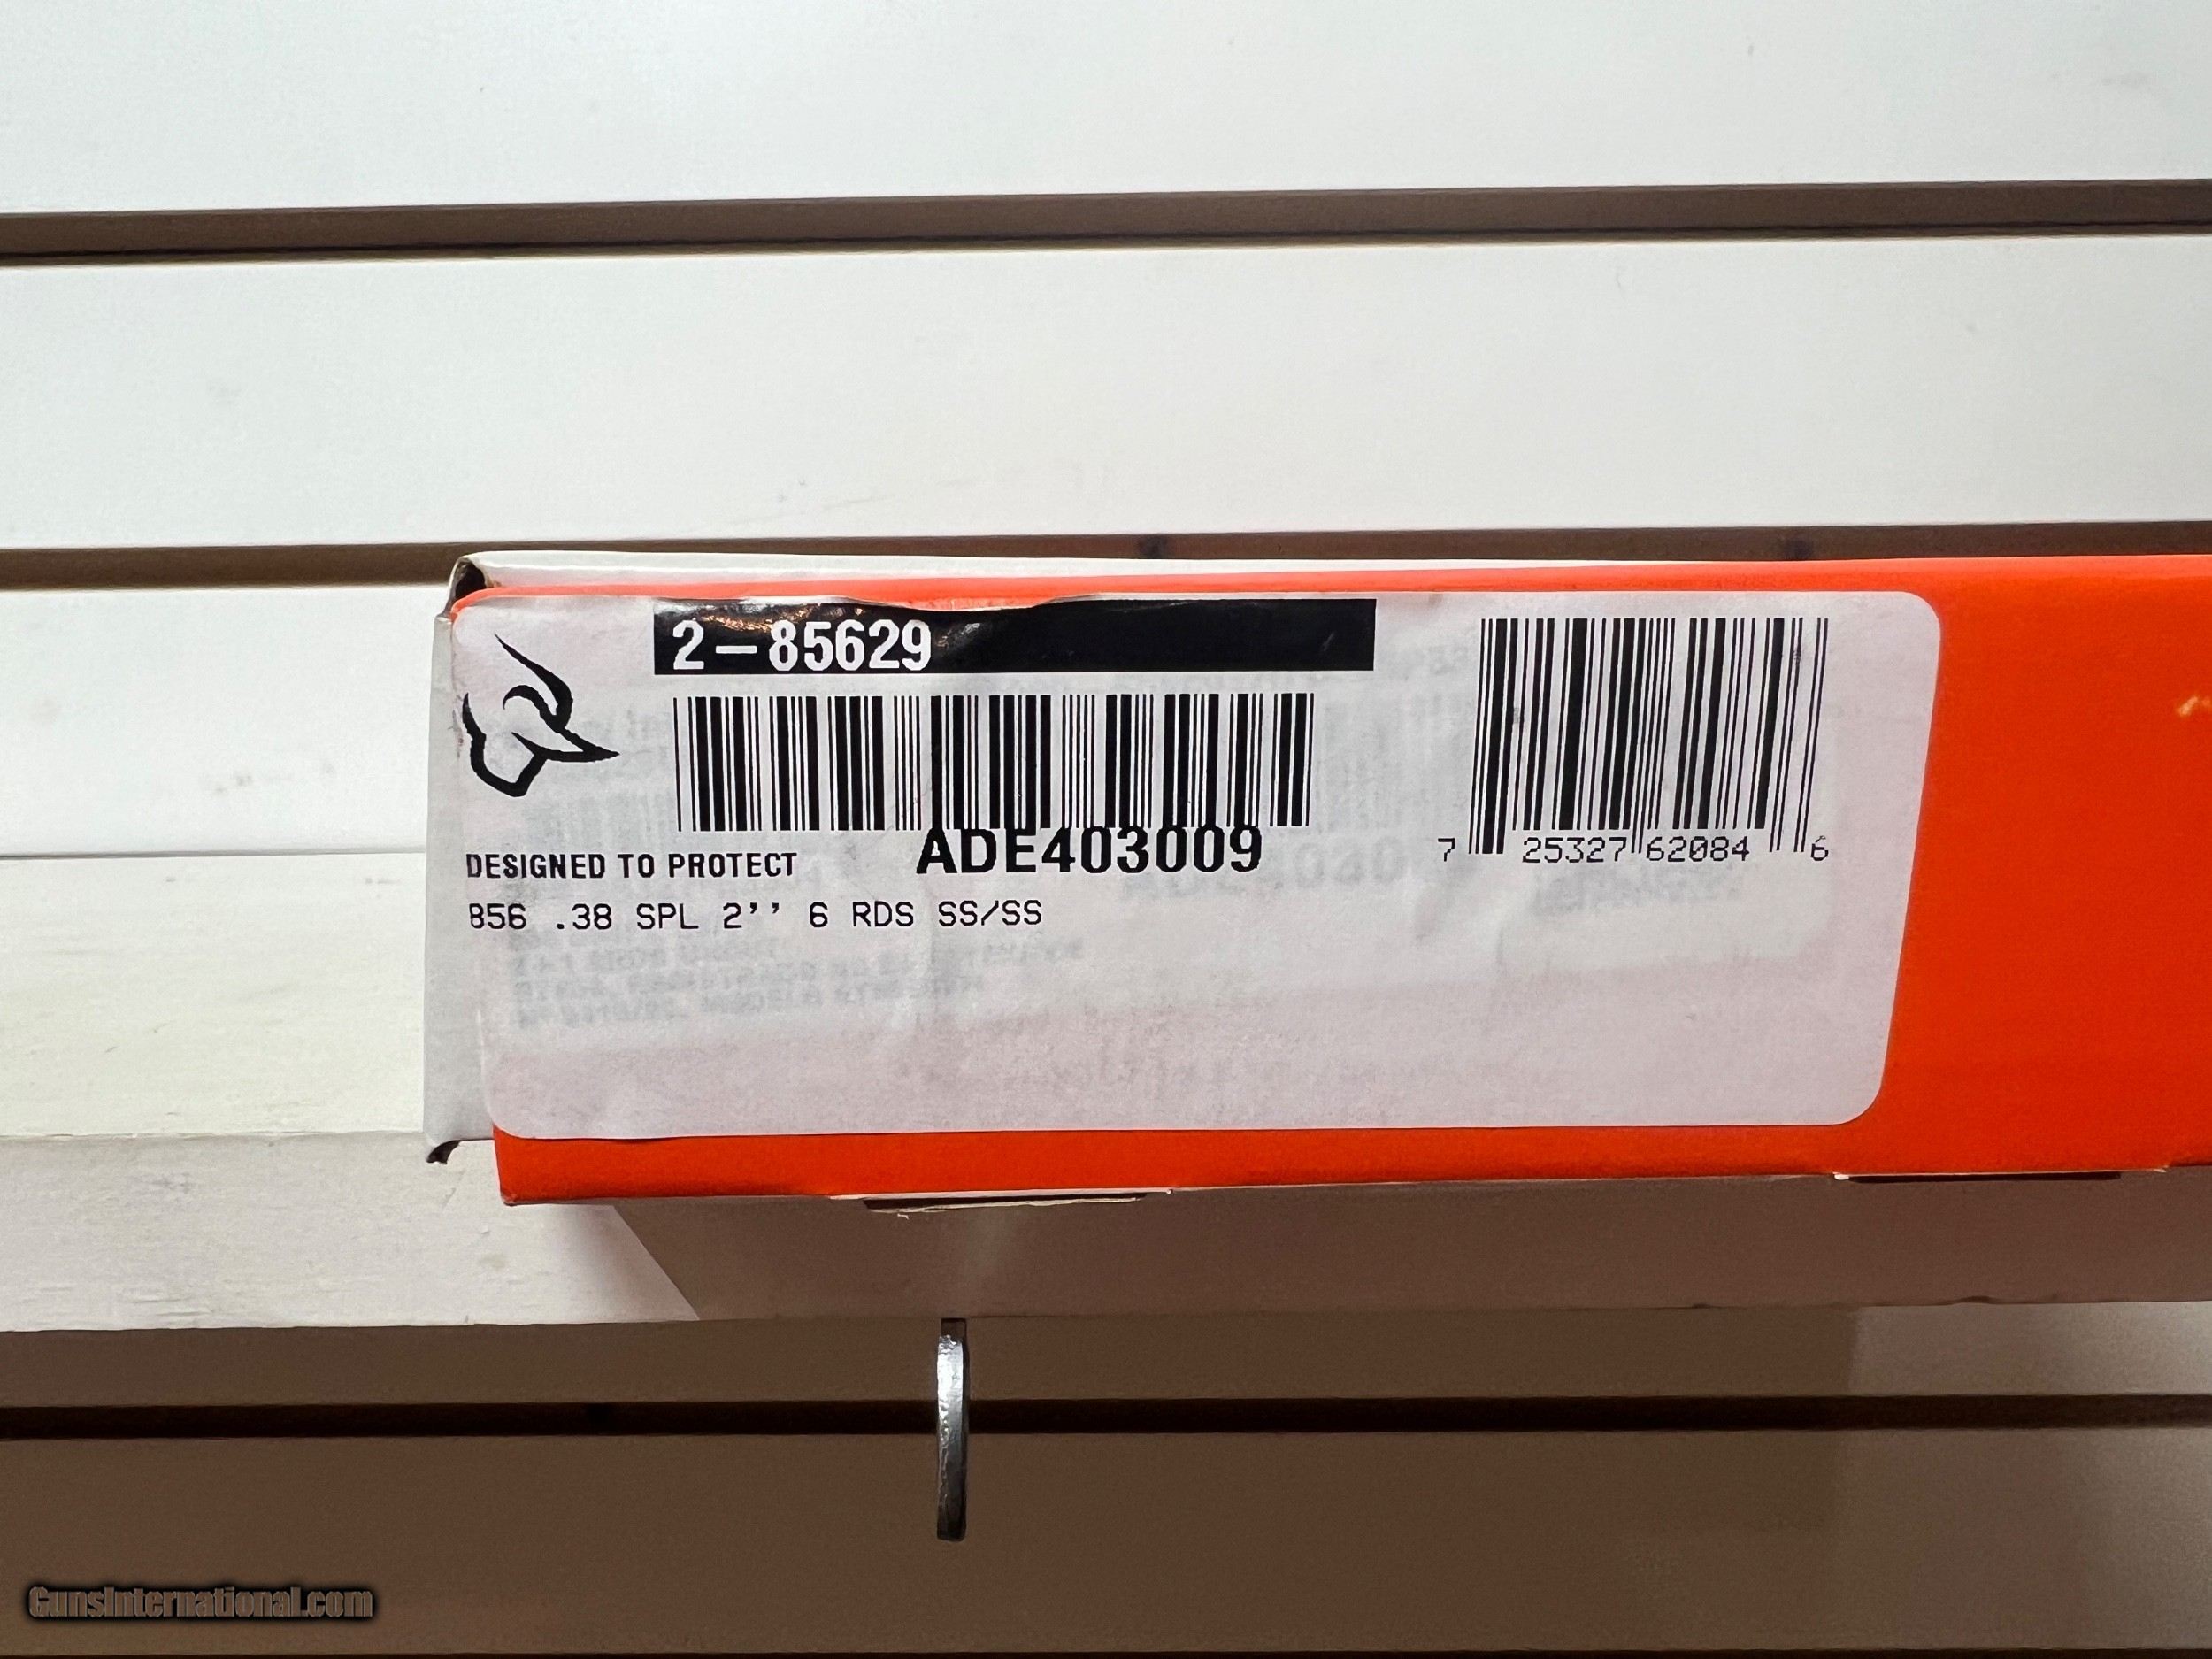 2-85629
ADE403009
7 25327 62084 6
DESIGNED TO PROTECT
856 .38 SPL 2'' 6 RDS SS/SS
GunsInternational.com